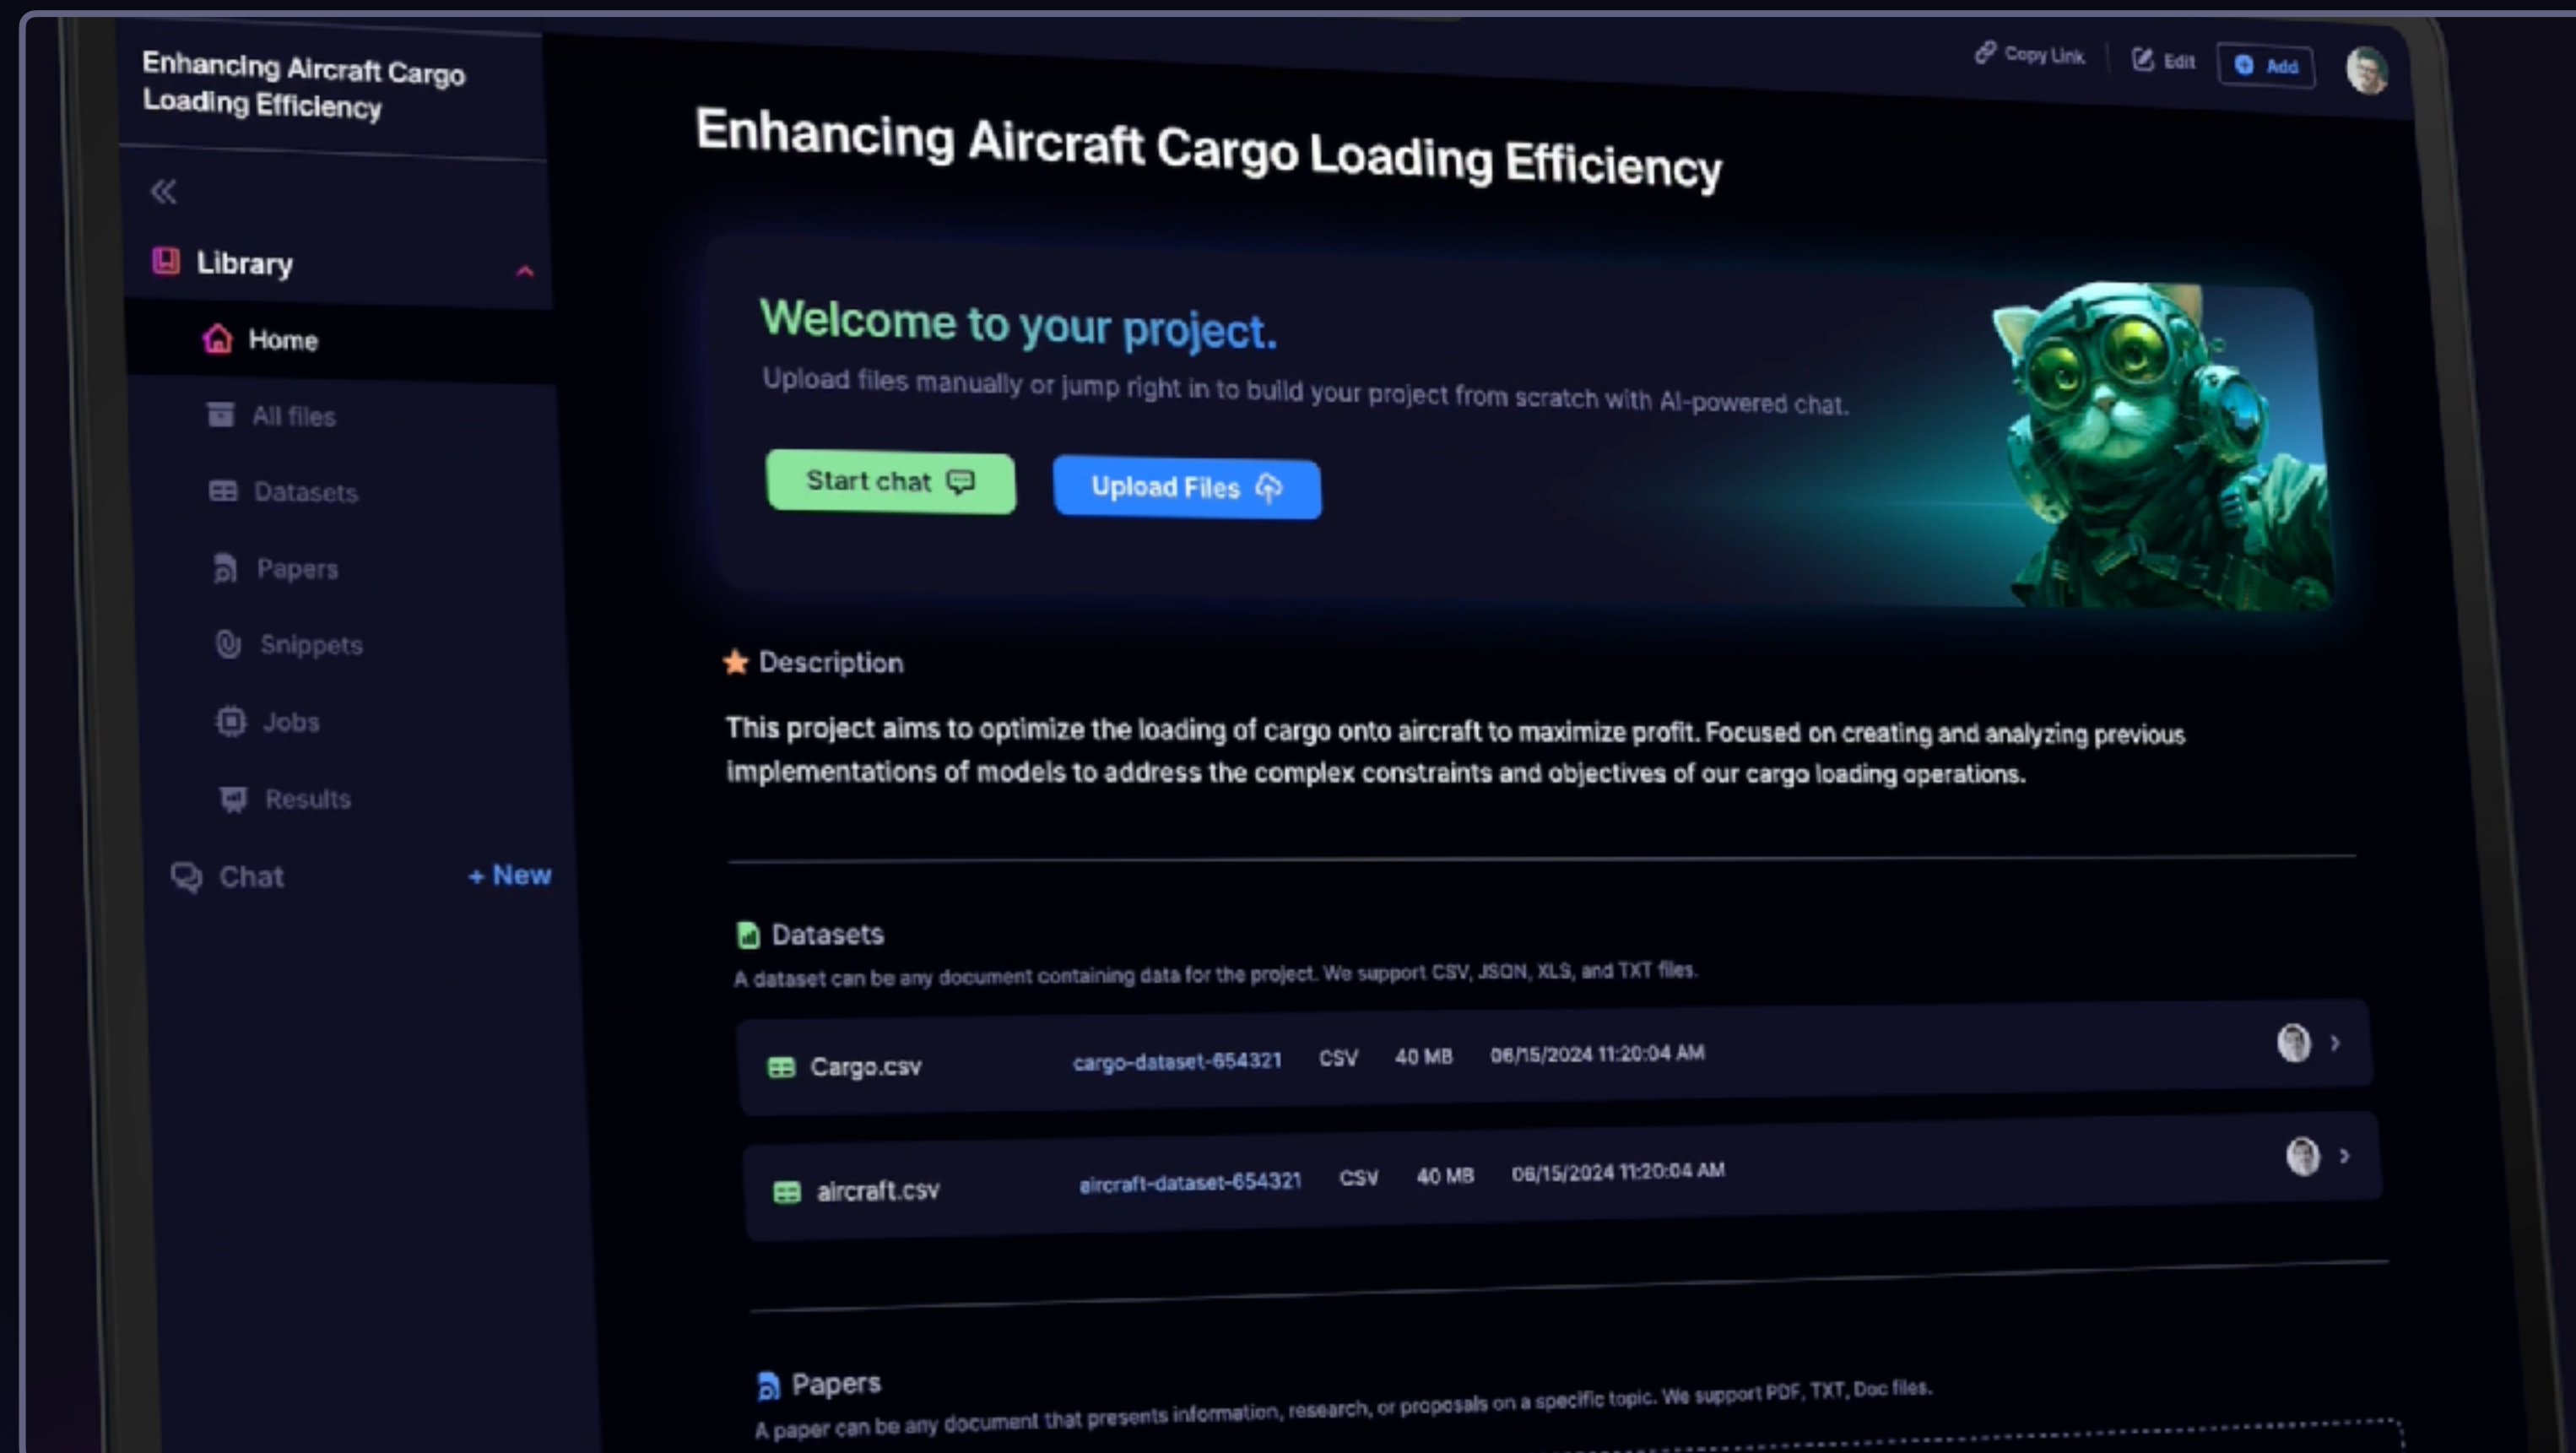 Enhancing Aircraft Cargo
Loading Efficiency
Library
Home
All files
Datasets
Papers
Snippets
Jobs
Results
Chat
+ New
Copy Link
Edit
Add
Enhancing Aircraft Cargo Loading Efficiency
Welcome to your project.
Upload files manually or jump right in to build your project from scratch with AI-powered chat.
Start chat
Upload Files
Description
This project aims to optimize the loading of cargo onto aircraft to maximize profit. Focused on creating and analyzing previous
implementations of models to address the complex constraints and objectives of our cargo loading operations.
Datasets
A dataset can be any document containing data for the project. We support CSV, JSON, XLS, and TXT files.
Cargo.csv cargo-dataset-654321 CSV 40 MB 06/15/2024 11:20:04 AM
aircraft.csv aircraft-dataset-654321 CSV 40 MB 06/15/2024 11:20:04 AM
Papers
A paper can be any document that presents information, research, or proposals on a specific topic. We support PDF, TXT, Doc files.